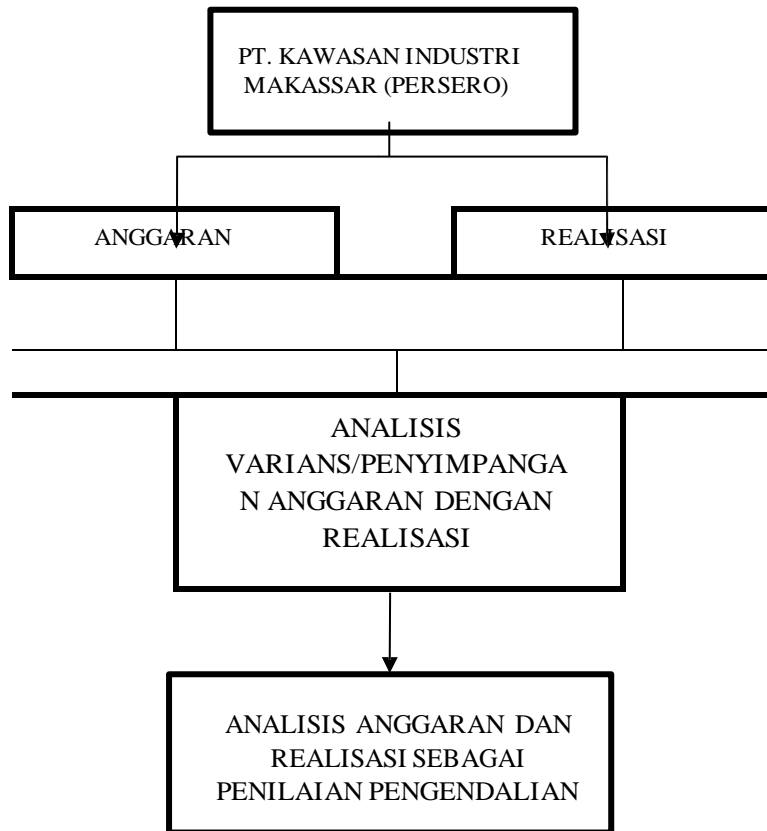 PT. KAWASAN INDUSTRI
MAKASSAR (PERSERO)
ANGGARAN
REALISASI
ANALISIS
VARIANS/PENYIMPANGA
N ANGGARAN DENGAN
REALISASI
ANALISIS ANGGARAN DAN
REALISASI SEBAGAI
PENILAIAN PENGENDALIAN